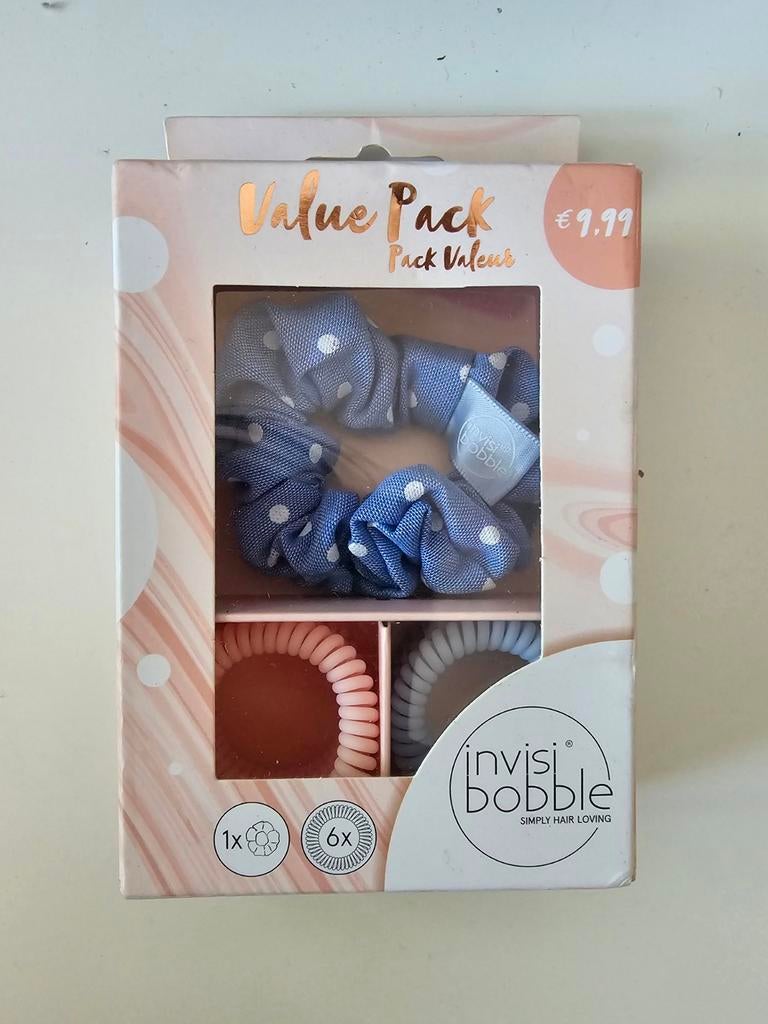 Value Pack
Pack Valeur
€9,99
invisi
bobble
1x
6x
invisi®
bobble
SIMPLY HAIR LOVING